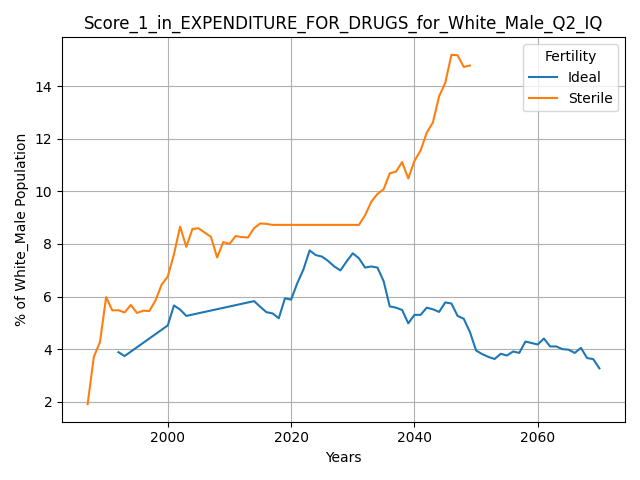 Score_1_in_EXPENDITURE_FOR_DRUGS_for_White_Male_Q2_IQ
Fertility
Ideal
Sterile
% of White_Male Population
14
12
10
8
6
4
2
2000 2020 2040 2060
Years